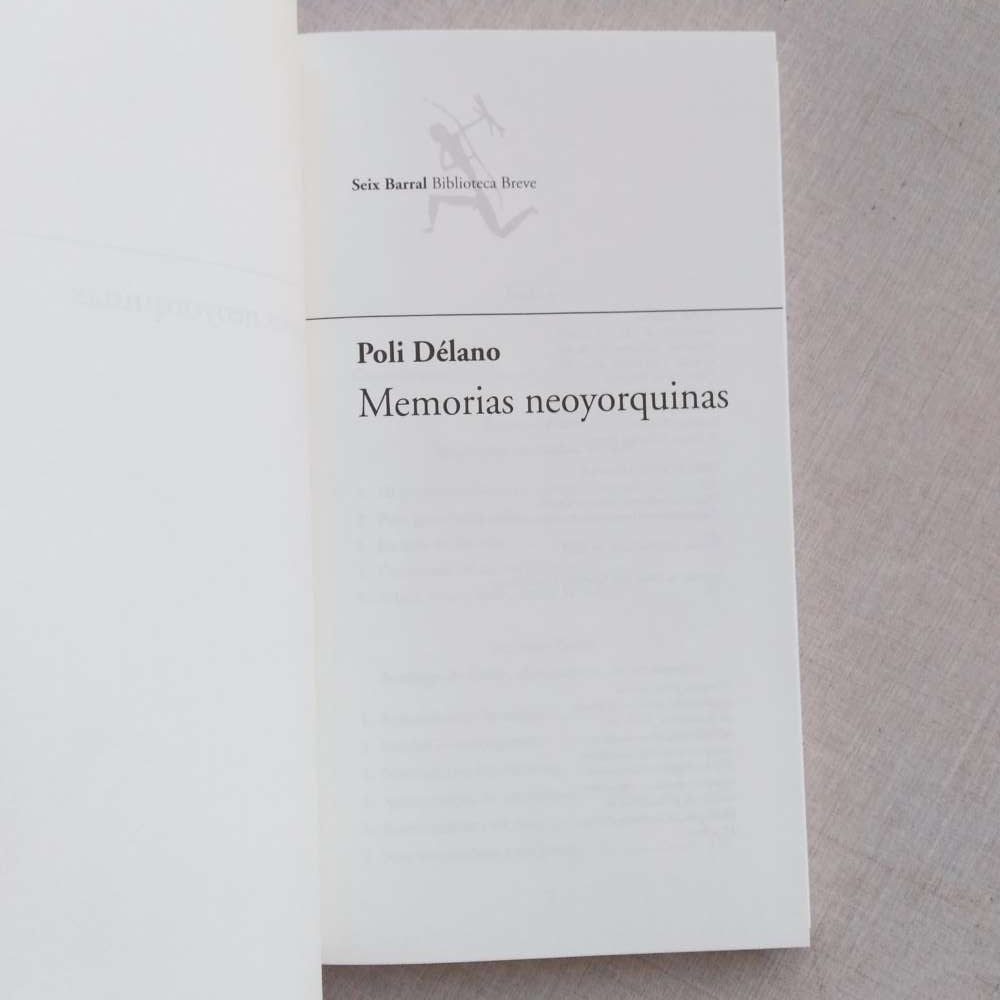 Seix Barral Biblioteca Breve
Poli Délano
Memorias neoyorquinas